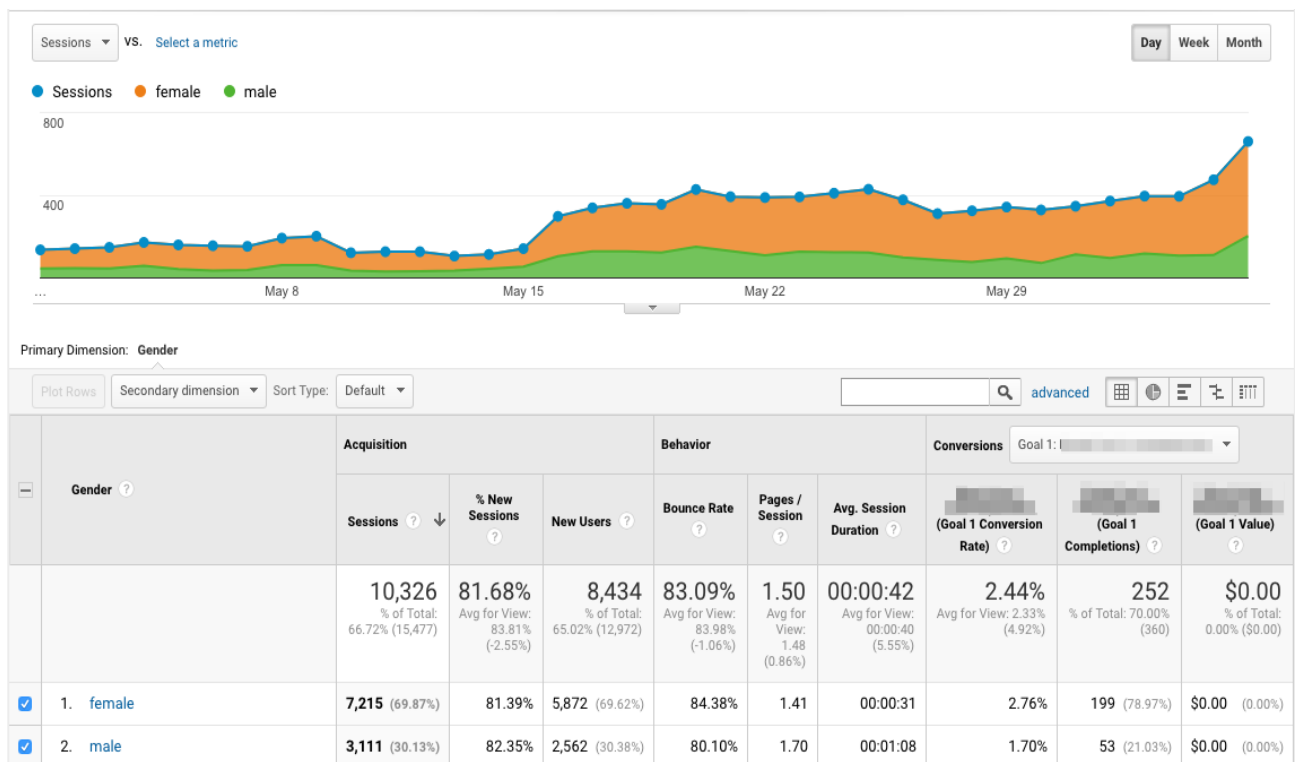 Sessions VS. Select a metric
Day Week Month
Sessions female male
800
400
... May 8 May 15 May 22 May 29
Primary Dimension: Gender
Plot Rows Secondary dimension Sort Type: Default advanced
Acquisition Behavior Conversions Goal 1:
Gender ?
Sessions ?
% New
Sessions
?
New Users ?
Bounce Rate
?
Pages /
Session
?
Avg. Session
Duration ?
(Goal 1 Conversion
Rate) ?
(Goal 1
Completions) ?
(Goal 1 Value)
?
10,326
% of Total:
66.72% (15,477)
81.68%
Avg for View:
83.81%
(-2.55%)
8,434
% of Total:
65.02% (12,972)
83.09%
Avg for View:
83.98%
(-1.06%)
1.50
Avg for
View:
1.48
(0.86%)
00:00:42
Avg for View:
00:00:40
(5.55%)
2.44%
Avg for View: 2.33%
(4.92%)
252
% of Total: 70.00%
(360)
$0.00
% of Total:
0.00% ($0.00)
1. female 7,215 (69.87%) 81.39% 5,872 (69.62%) 84.38% 1.41 00:00:31 2.76% 199 (78.97%) $0.00 (0.00%)
2. male 3,111 (30.13%) 82.35% 2,562 (30.38%) 80.10% 1.70 00:01:08 1.70% 53 (21.03%) $0.00 (0.00%)